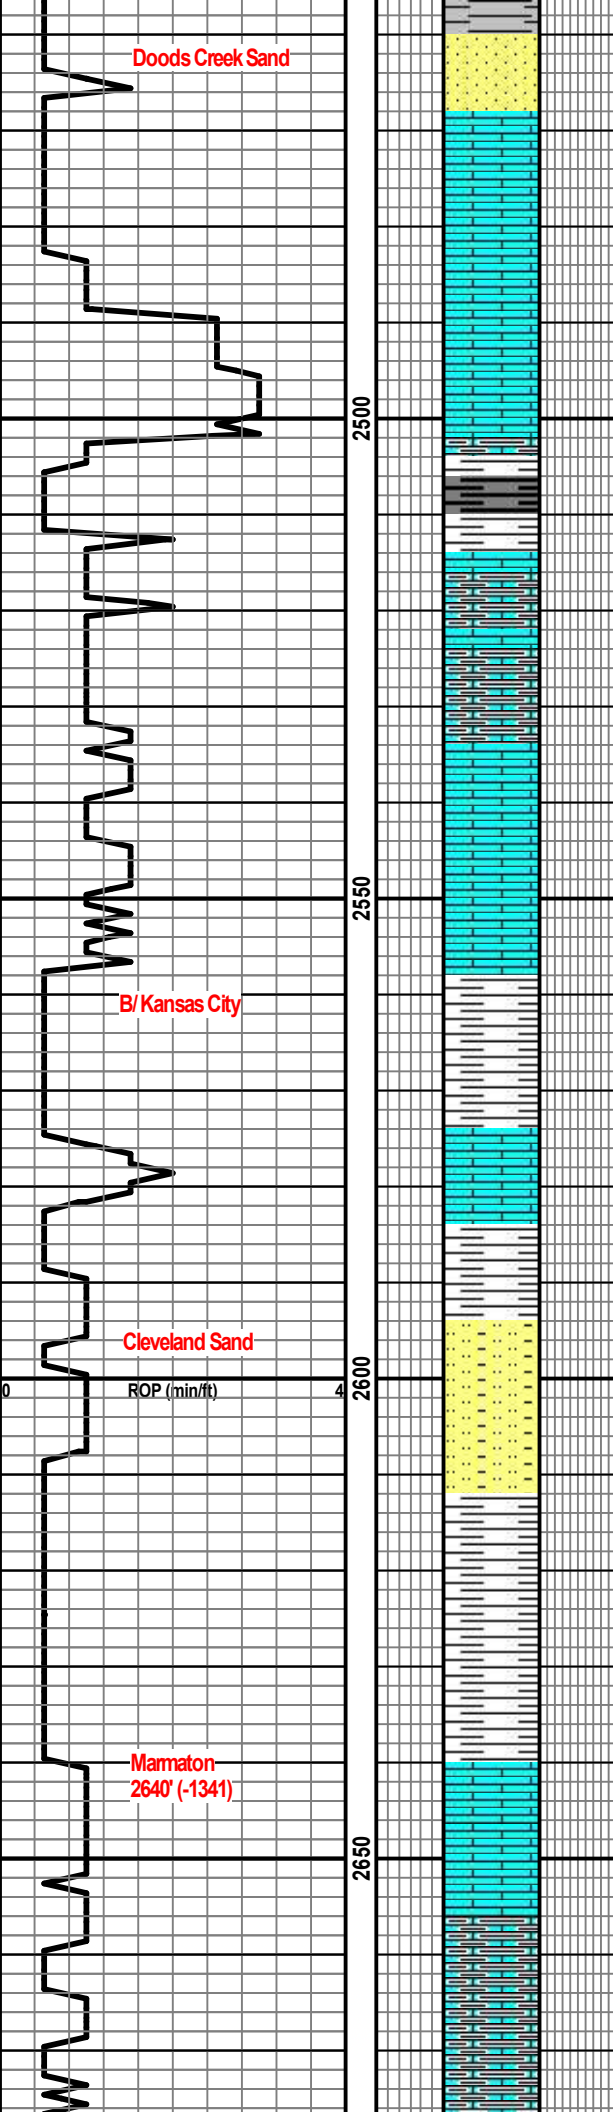 Doods Creek Sand
2500
2550
B/ Kansas City
Cleveland Sand
0 ROP (min/ft) 4
2600
Marmaton
2640' (-1341)
2650